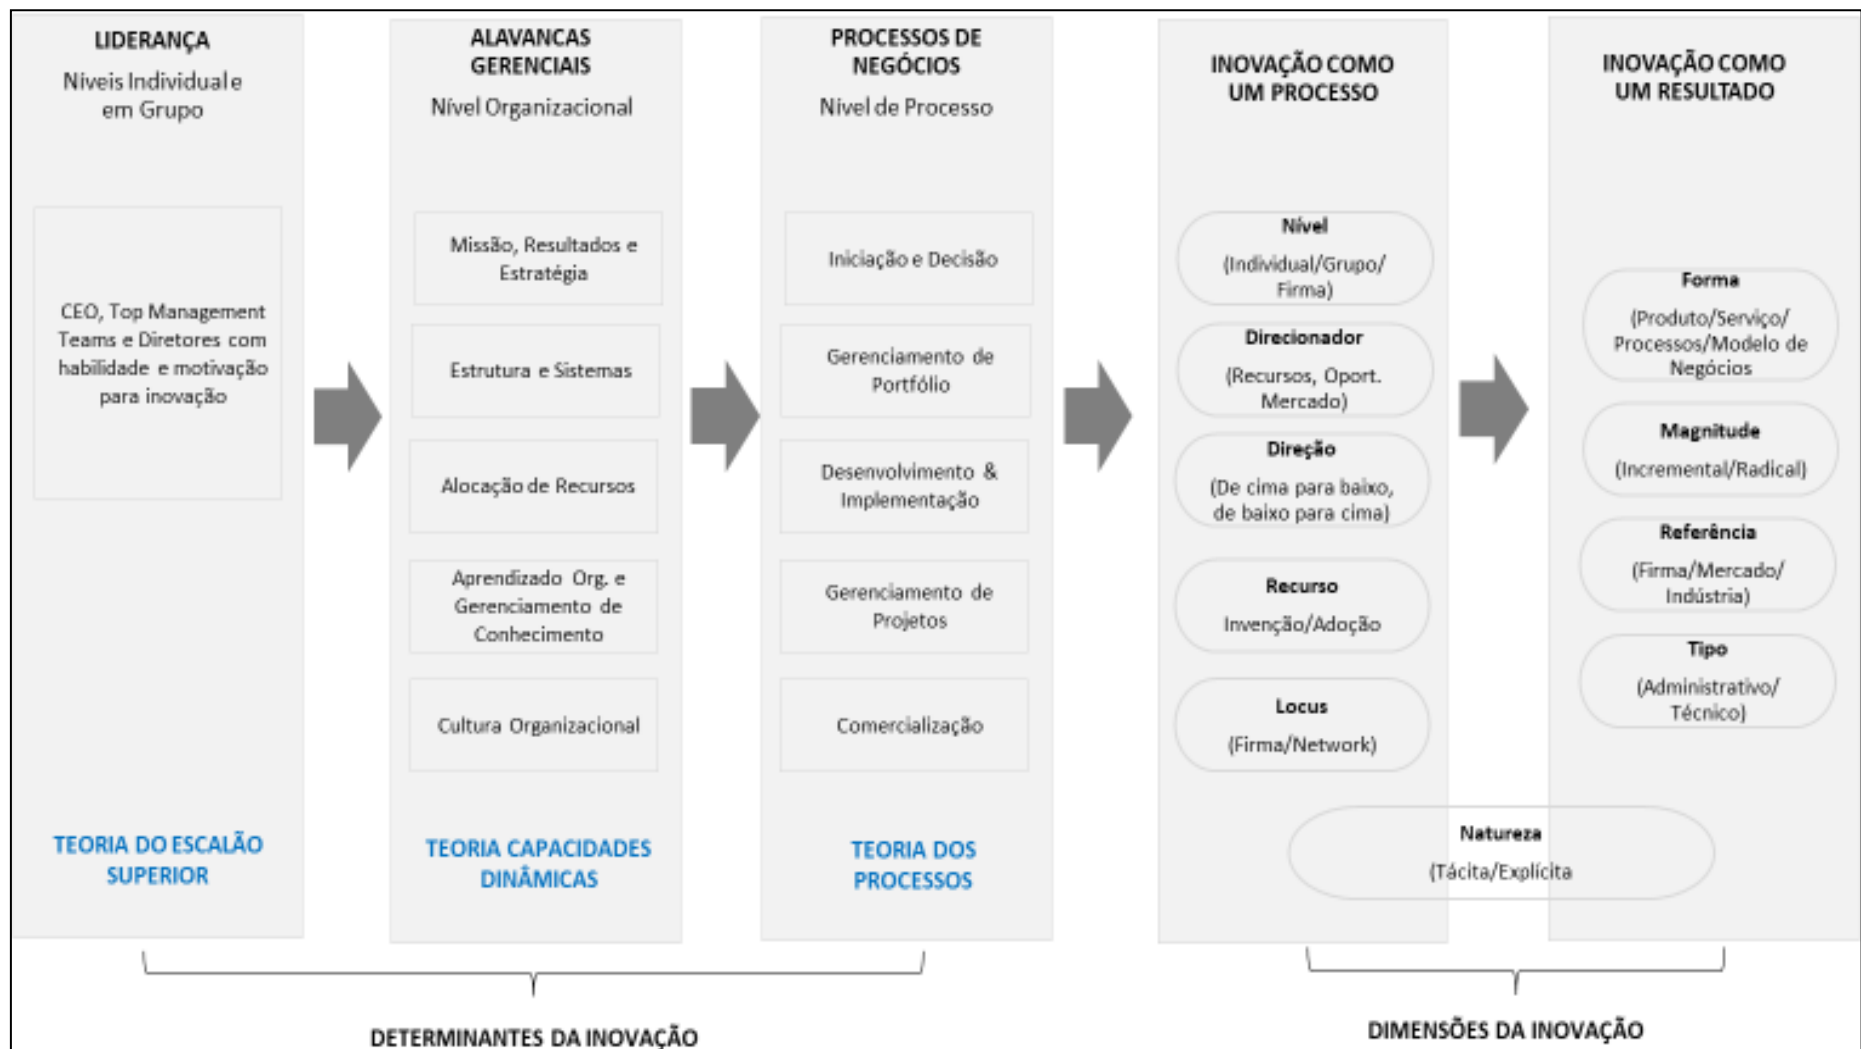 LIDERANÇA
Níveis Individual e
em Grupo
CEO, Top Management
Teams e Diretores com
habilidade e motivação
para inovação
TEORIA DO ESCALÃO
SUPERIOR
ALAVANCAS
GERENCIAIS
Nível Organizacional
Missão, Resultados e
Estratégia
Estrutura e Sistemas
Alocação de Recursos
Aprendizado Org. e
Gerenciamento de
Conhecimento
Cultura Organizacional
TEORIA CAPACIDADES
DINÂMICAS
PROCESSOS DE
NEGÓCIOS
Nível de Processo
Iniciação e Decisão
Gerenciamento de
Portfólio
Desenvolvimento &
Implementação
Gerenciamento de
Projetos
Comercialização
TEORIA DOS
PROCESSOS
INOVAÇÃO COMO
UM PROCESSO
Nível
(Individual/Grupo/
Firma)
Direcionador
(Recursos, Oport.
Mercado)
Direção
(De cima para baixo,
de baixo para cima)
Recurso
Invenção/Adoção
Locus
(Firma/Network)
INOVAÇÃO COMO
UM RESULTADO
Forma
(Produto/Serviço/
Processos/Modelo de
Negócios
Magnitude
(Incremental/Radical)
Referência
(Firma/Mercado/
Indústria)
Tipo
(Administrativo/
Técnico)
Natureza
(Tácita/Explícita
DETERMINANTES DA INOVAÇÃO
DIMENSÕES DA INOVAÇÃO